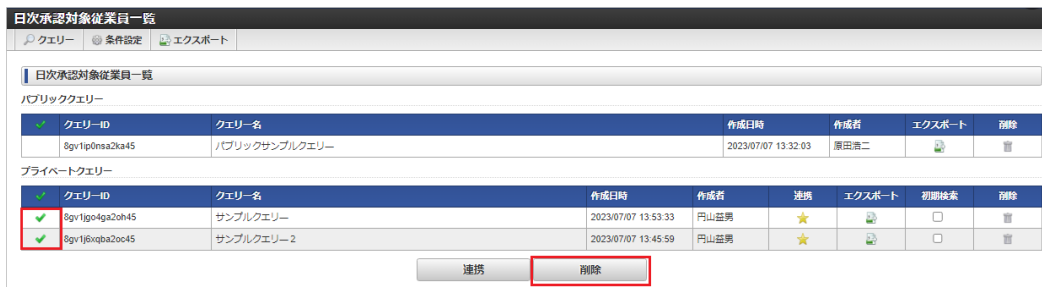 日次承認対象従業員一覧
クエリー 条件設定 エクスポート
日次承認対象従業員一覧
パブリッククエリー
クエリーID クエリー名 作成日時 作成者 エクスポート 削除
8gv1ip0nsa2ka45 パブリックサンプルクエリー 2023/07/07 13:32:03 原田浩二
プライベートクエリー
クエリーID クエリー名 作成日時 作成者 連携 エクスポート 初期検索 削除
8gv1jgo4ga2oh45 サンプルクエリー 2023/07/07 13:53:33 円山益男
8gv1j6xqba2oc45 サンプルクエリー2 2023/07/07 13:45:59 円山益男
連携 削除